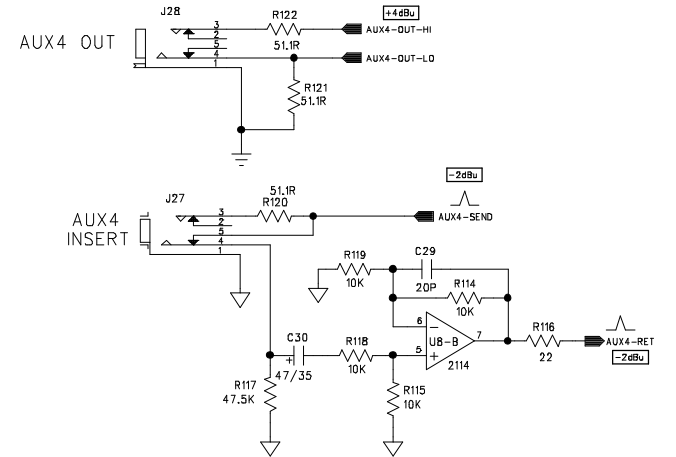 J28
R122
+4dBu
3
AUX4-OUT-HI
2
AUX4 OUT
51.1R
5
4
AUX4-OUT-LO
1
R121
51.1R
-2dBu
J27
51.1R
R120
3
AUX4-SEND
2
AUX4
INSERT
5
4
1
R119
10K
C29
20P
R114
10K
6
-
U8-B
7
R116
22
AUX4-RET
-2dBu
5
+
2114
C30
+
47/35
R118
10K
R117
47.5K
R115
10K